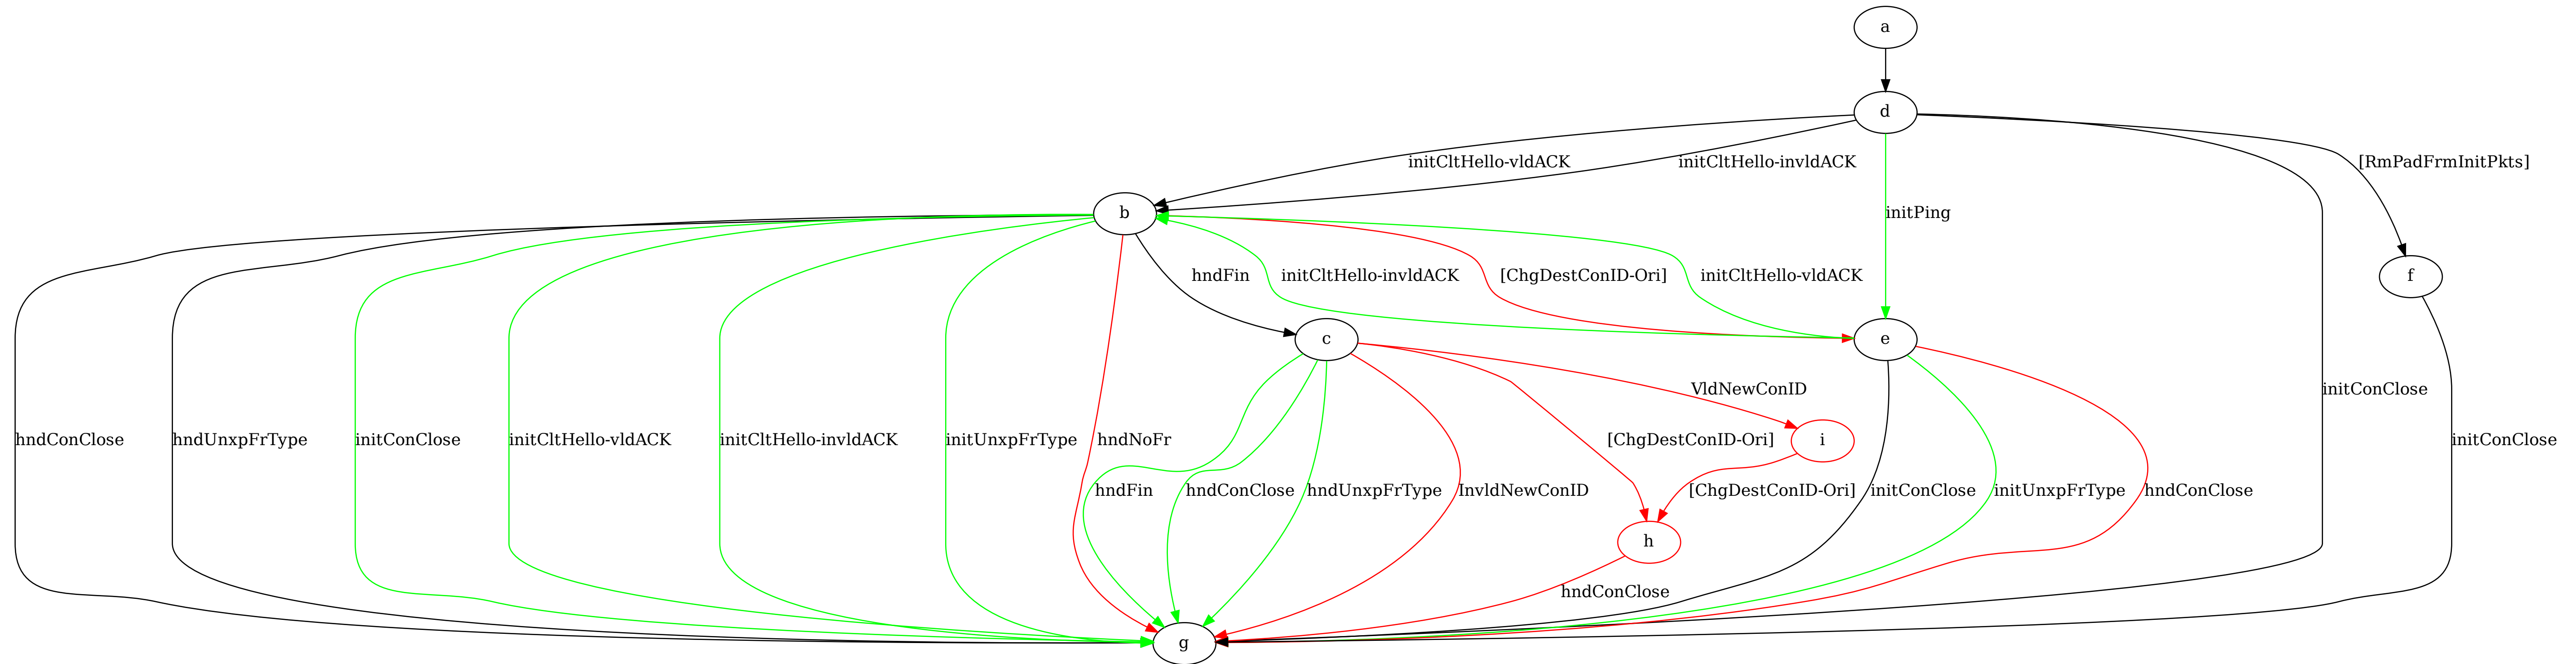 a
d
initCltHello-vldACK
initCltHello-invldACK
[RmPadFrmInitPkts]
b
initPing
hndFin
initCltHello-invldACK
[ChgDestConID-Ori]
initCltHello-vldACK
f
c
e
VldNewConID
initConClose
hndConClose
hndUnxpFrType
initConClose
initCltHello-vldACK
initCltHello-invldACK
initUnxpFrType
hndNoFr
[ChgDestConID-Ori]
i
initConClose
hndFin
hndConClose
hndUnxpFrType
InvldNewConID
[ChgDestConID-Ori]
initConClose
initUnxpFrType
hndConClose
h
hndConClose
g